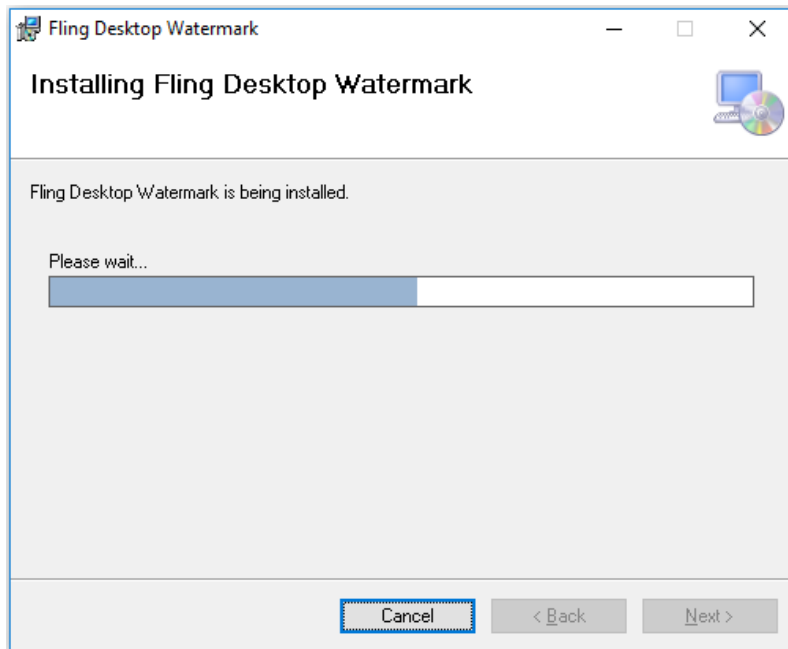 Fling Desktop Watermark
Installing Fling Desktop Watermark
Fling Desktop Watermark is being installed.
Please wait...
Cancel
< Back
Next >